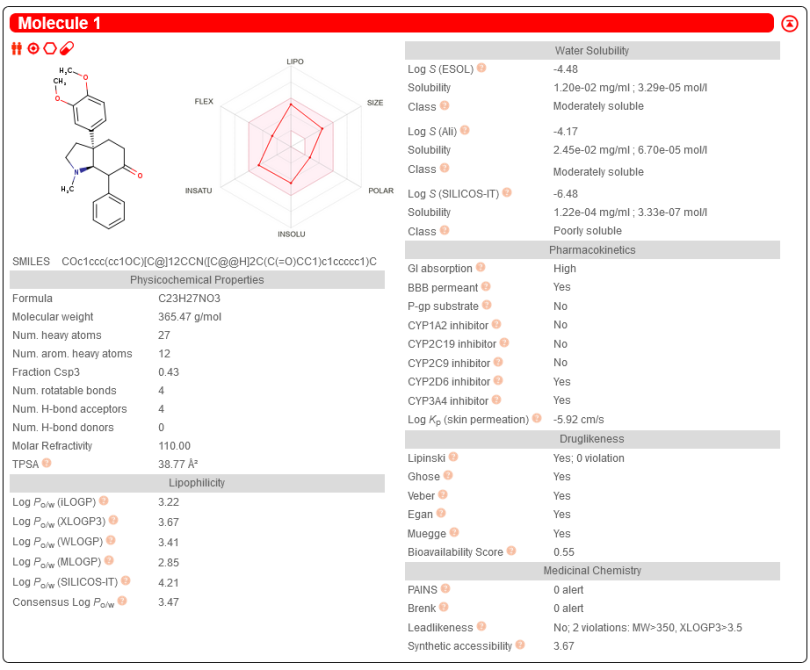 Molecule 1
H₃C
O
CH₃
O
N
H₃C
O
LIPO
FLEX
SIZE
INSATU
POLAR
INSOLU
SMILES COc1ccc(cc1OC)[C@]12CCN([C@@H]2C(C(=O)CC1)c1ccccc1)C
Physicochemical Properties
Formula C23H27NO3
Molecular weight 365.47 g/mol
Num. heavy atoms 27
Num. arom. heavy atoms 12
Fraction Csp3 0.43
Num. rotatable bonds 4
Num. H-bond acceptors 4
Num. H-bond donors 0
Molar Refractivity 110.00
TPSA ? 38.77 Å²
Lipophilicity
Log Po/w (iLOGP) ? 3.22
Log Po/w (XLOGP3) ? 3.67
Log Po/w (WLOGP) ? 3.41
Log Po/w (MLOGP) ? 2.85
Log Po/w (SILICOS-IT) ? 4.21
Consensus Log Po/w ? 3.47
Water Solubility
Log S (ESOL) ? -4.48
Solubility 1.20e-02 mg/ml ; 3.29e-05 mol/l
Class ? Moderately soluble
Log S (Ali) ? -4.17
Solubility 2.45e-02 mg/ml ; 6.70e-05 mol/l
Class ? Moderately soluble
Log S (SILICOS-IT) ? -6.48
Solubility 1.22e-04 mg/ml ; 3.33e-07 mol/l
Class ? Poorly soluble
Pharmacokinetics
GI absorption ? High
BBB permeant ? Yes
P-gp substrate ? No
CYP1A2 inhibitor ? No
CYP2C19 inhibitor ? No
CYP2C9 inhibitor ? No
CYP2D6 inhibitor ? Yes
CYP3A4 inhibitor ? Yes
Log Kp (skin permeation) ? -5.92 cm/s
Druglikeness
Lipinski ? Yes; 0 violation
Ghose ? Yes
Veber ? Yes
Egan ? Yes
Muegge ? Yes
Bioavailability Score ? 0.55
Medicinal Chemistry
PAINS ? 0 alert
Brenk ? 0 alert
Leadlikeness ? No; 2 violations: MW>350, XLOGP3>3.5
Synthetic accessibility ? 3.67